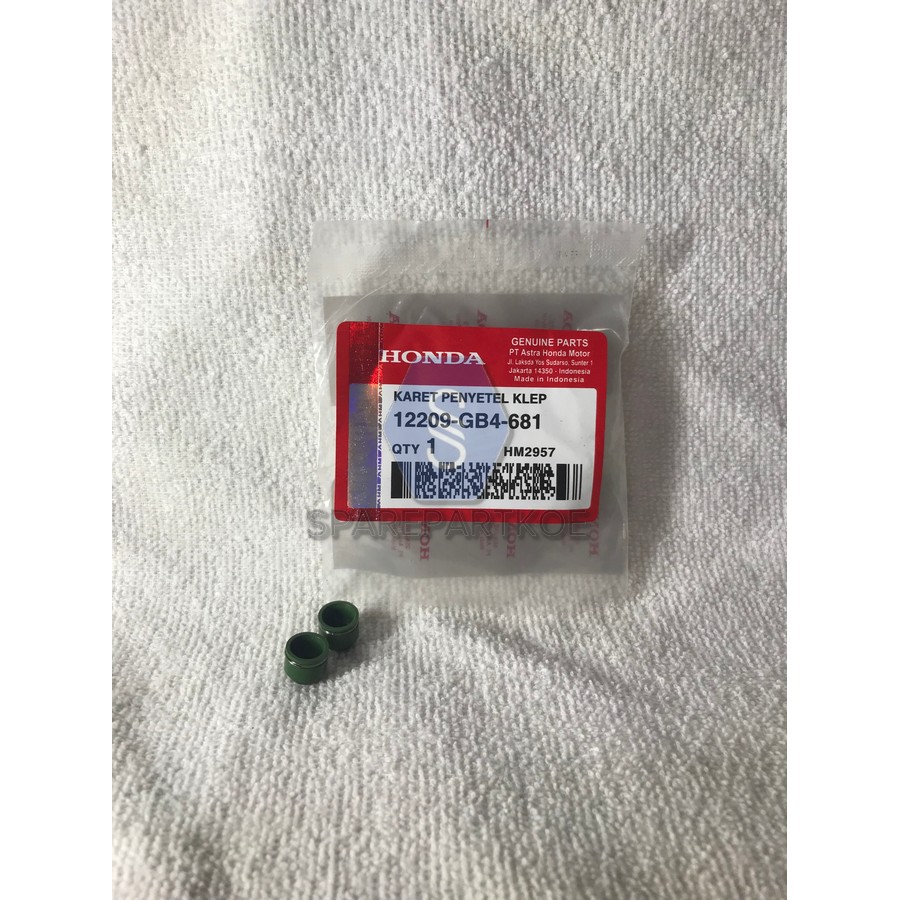 HONDA
GENUINE PARTS
PT Astra Honda Motor
Jl. Laksda Yos Sudarso, Sunter 1
Jakarta 14350 - Indonesia
Made in Indonesia
KARET PENYETEL KLEP
12209-GB4-681
QTY 1
HM2957
SPAREPARTKOE